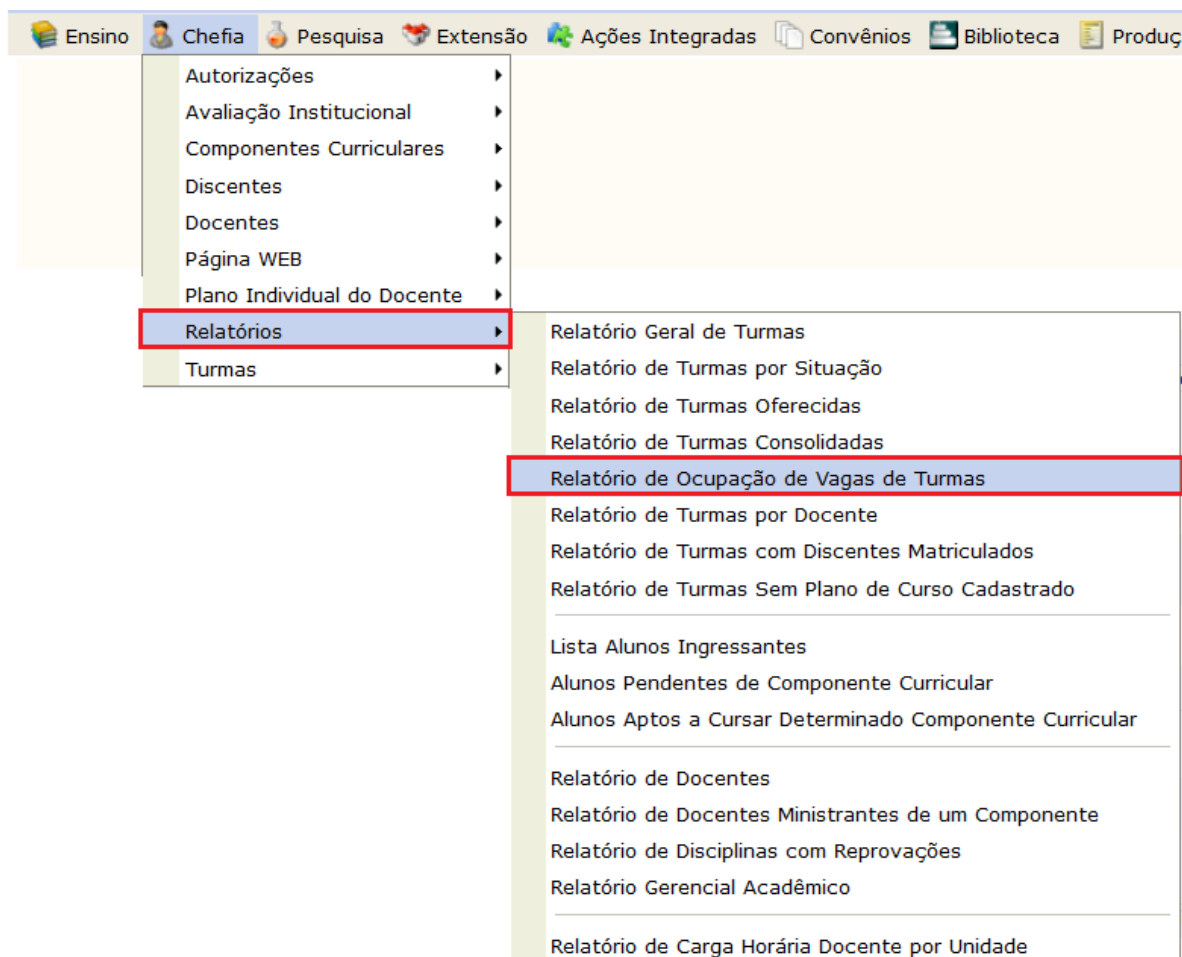 Ensino Chefia Pesquisa Extensão Ações Integradas Convênios Biblioteca Produç
Autorizações
Avaliação Institucional
Componentes Curriculares
Discentes
Docentes
Página WEB
Plano Individual do Docente
Relatórios
Turmas
Relatório Geral de Turmas
Relatório de Turmas por Situação
Relatório de Turmas Oferecidas
Relatório de Turmas Consolidadas
Relatório de Ocupação de Vagas de Turmas
Relatório de Turmas por Docente
Relatório de Turmas com Discentes Matriculados
Relatório de Turmas Sem Plano de Curso Cadastrado
Lista Alunos Ingressantes
Alunos Pendentes de Componente Curricular
Alunos Aptos a Cursar Determinado Componente Curricular
Relatório de Docentes
Relatório de Docentes Ministrantes de um Componente
Relatório de Disciplinas com Reprovações
Relatório Gerencial Acadêmico
Relatório de Carga Horária Docente por Unidade